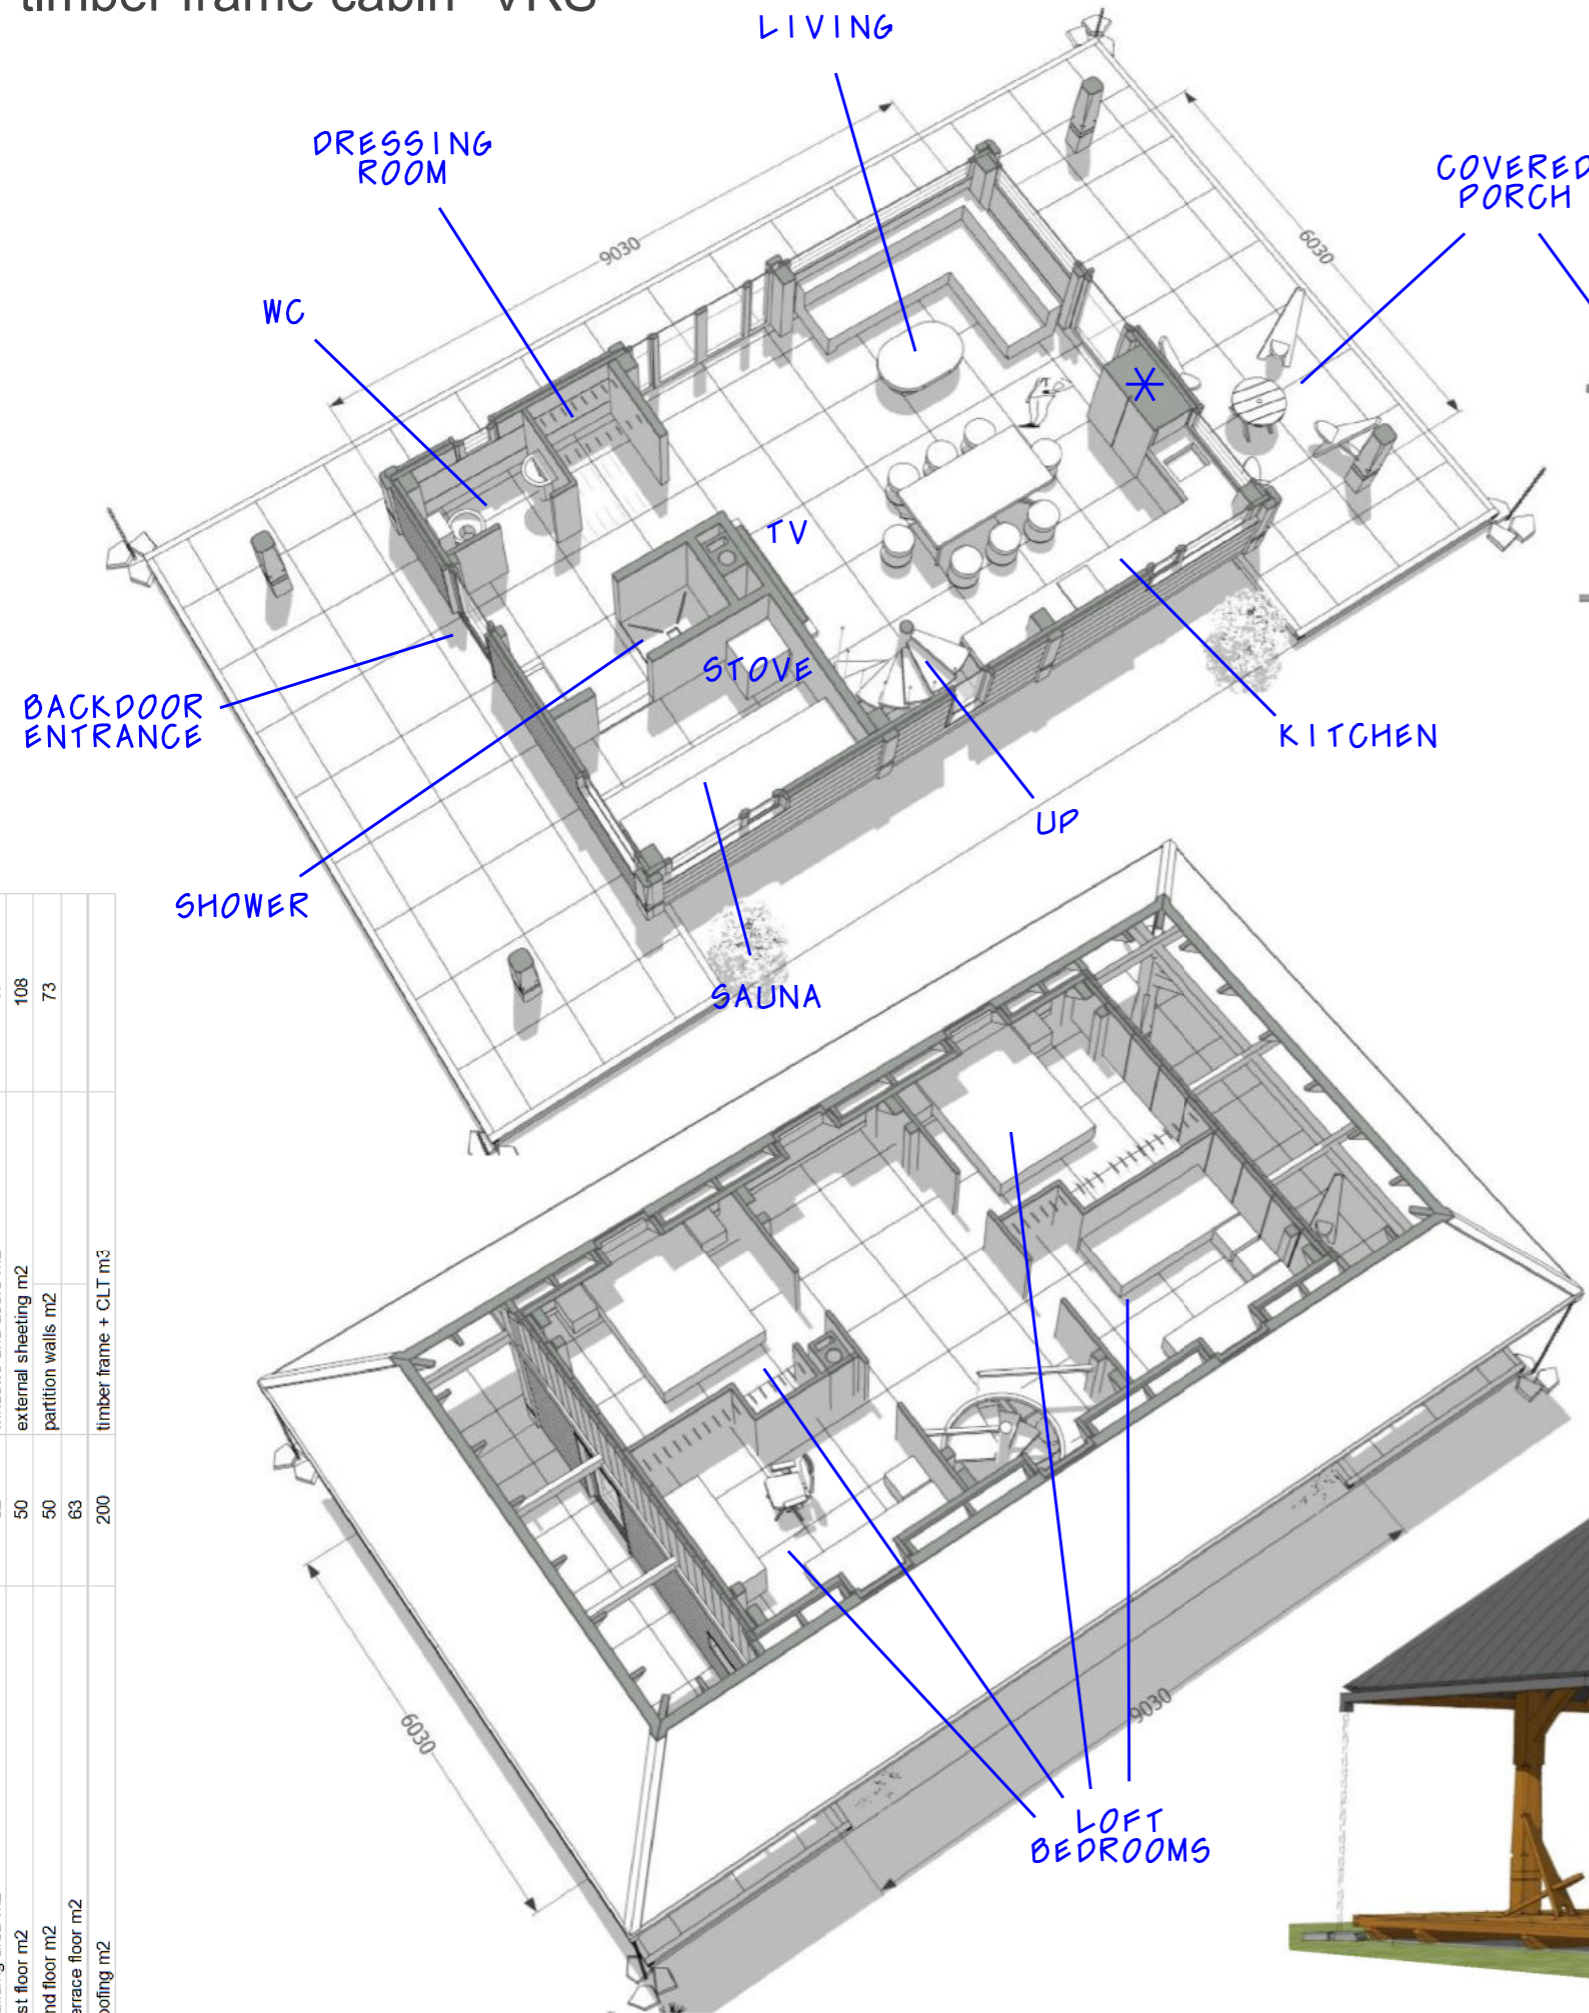 timber frame cabin VRS
LIVING
DRESSING
ROOM
COVERED
PORCH
9030
6030
WC
TV
STOVE
BACKDOOR
ENTRANCE
KITCHEN
UP
SHOWER
SAUNA
108
73
external sheeting m2
partition walls m2
timber frame + CLT m3
50
50
63
200
st floor m2
nd floor m2
errace floor m2
oofing m2
6030
9030
LOFT
BEDROOMS